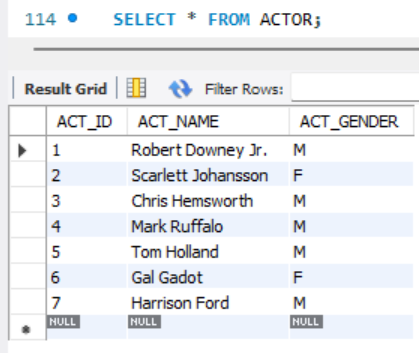 114 SELECT * FROM ACTOR;
Result Grid Filter Rows:
ACT_ID ACT_NAME ACT_GENDER
1 Robert Downey Jr. M
2 Scarlett Johansson F
3 Chris Hemsworth M
4 Mark Ruffalo M
5 Tom Holland M
6 Gal Gadot F
7 Harrison Ford M
NULL NULL NULL